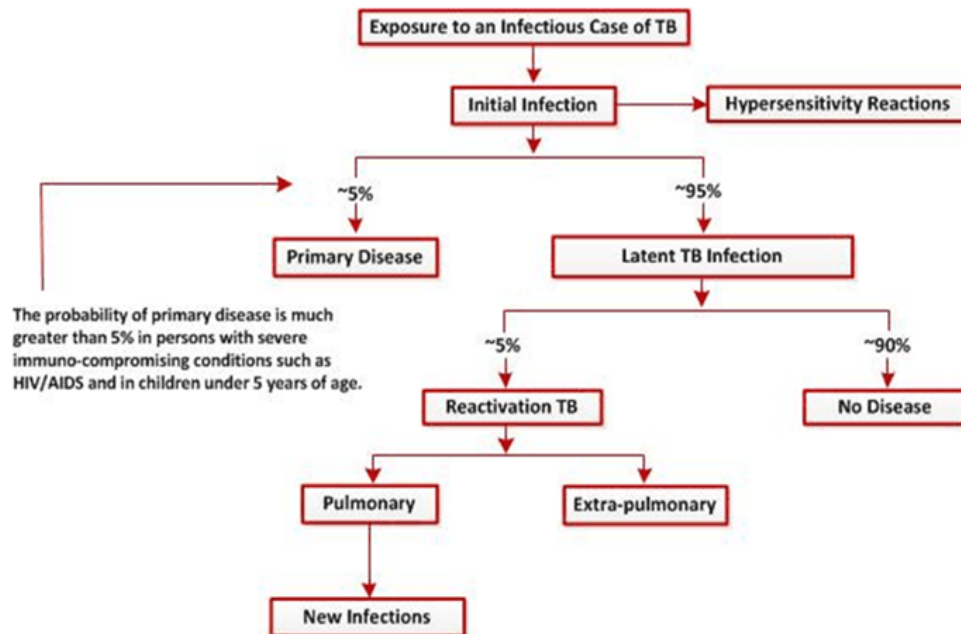 Exposure to an Infectious Case of TB
Initial Infection
Hypersensitivity Reactions
~5%
~95%
Primary Disease
Latent TB Infection
The probability of primary disease is much
greater than 5% in persons with severe
immuno-compromising conditions such as
HIV/AIDS and in children under 5 years of age.
~5%
~90%
Reactivation TB
No Disease
Pulmonary
Extra-pulmonary
New Infections